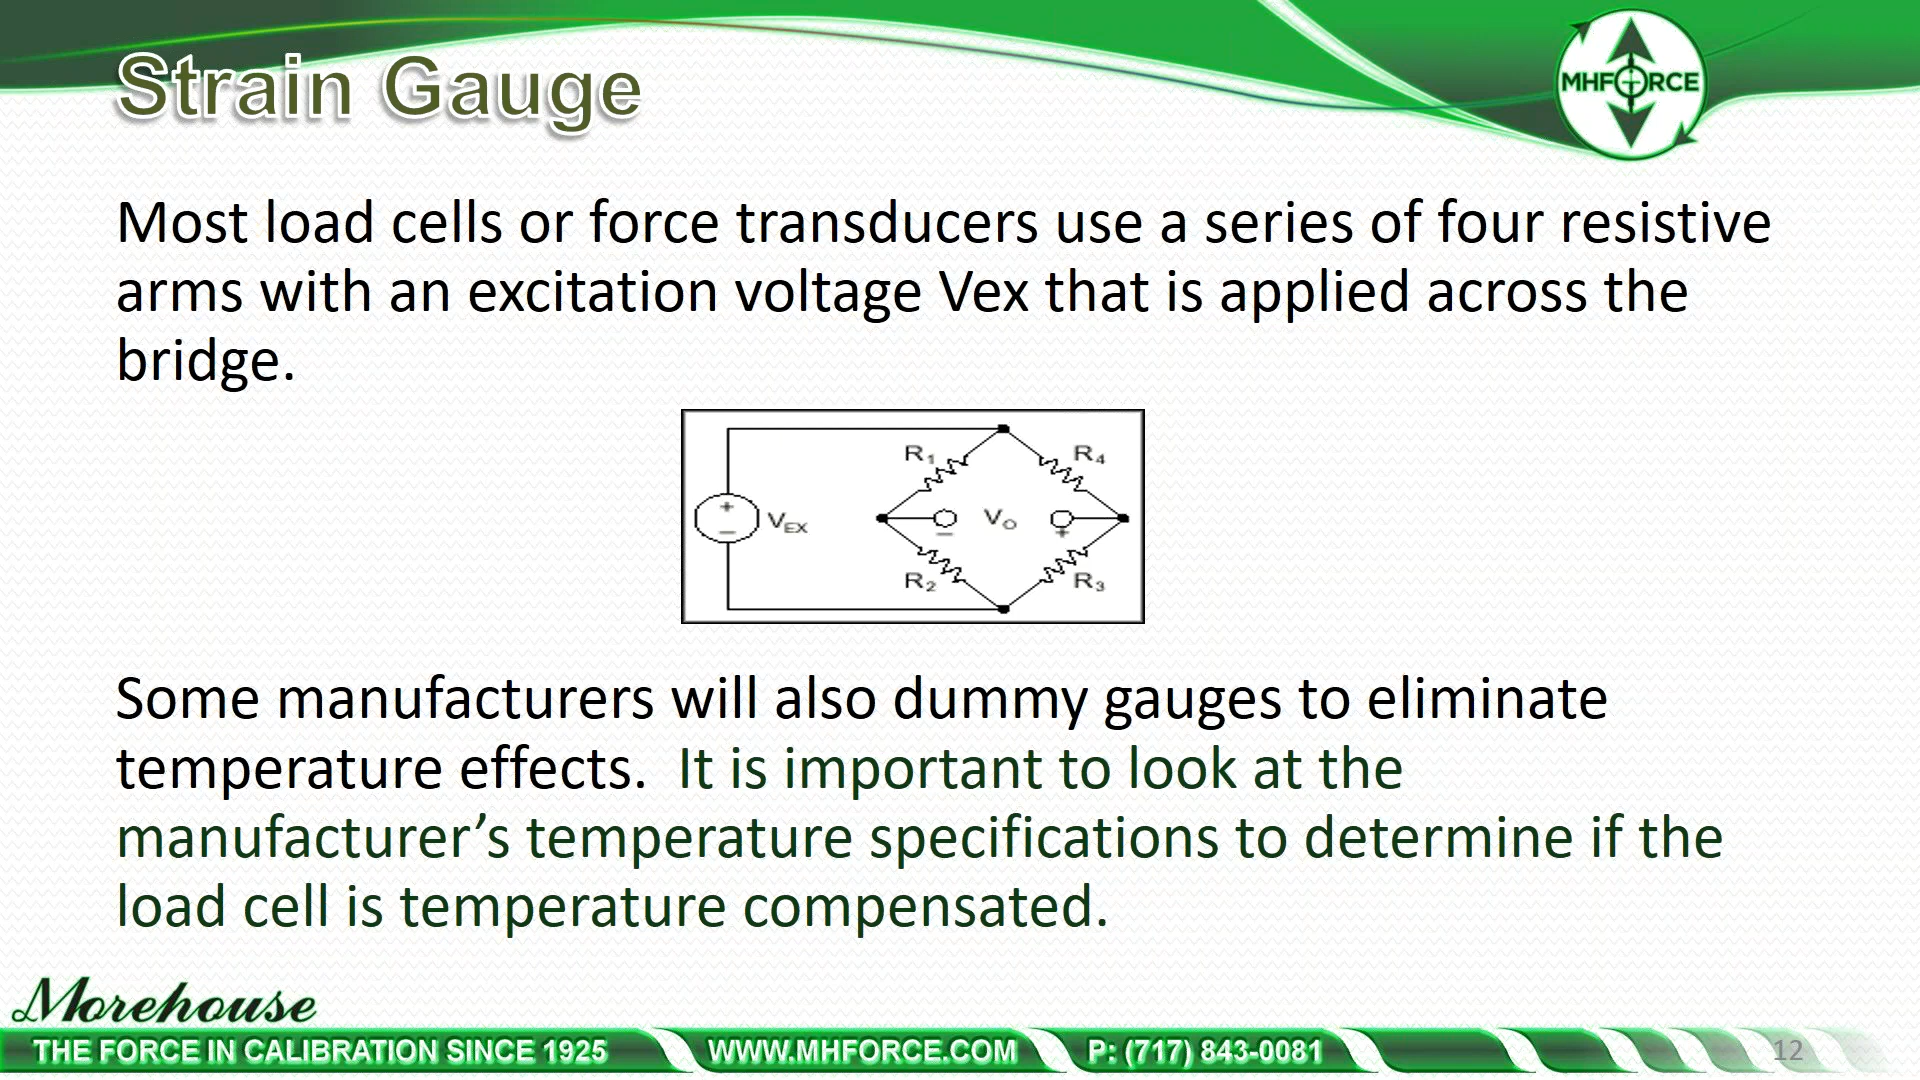 Strain Gauge
MHFORCE
Most load cells or force transducers use a series of four resistive
arms with an excitation voltage Vex that is applied across the
bridge.
R1 R4
+
VEX
− VO +
−
R2 R3
Some manufacturers will also dummy gauges to eliminate
temperature effects.  It is important to look at the
manufacturer’s temperature specifications to determine if the
load cell is temperature compensated.
Morehouse
THE FORCE IN CALIBRATION SINCE 1925 WWW.MHFORCE.COM P: (717) 843-0081 12